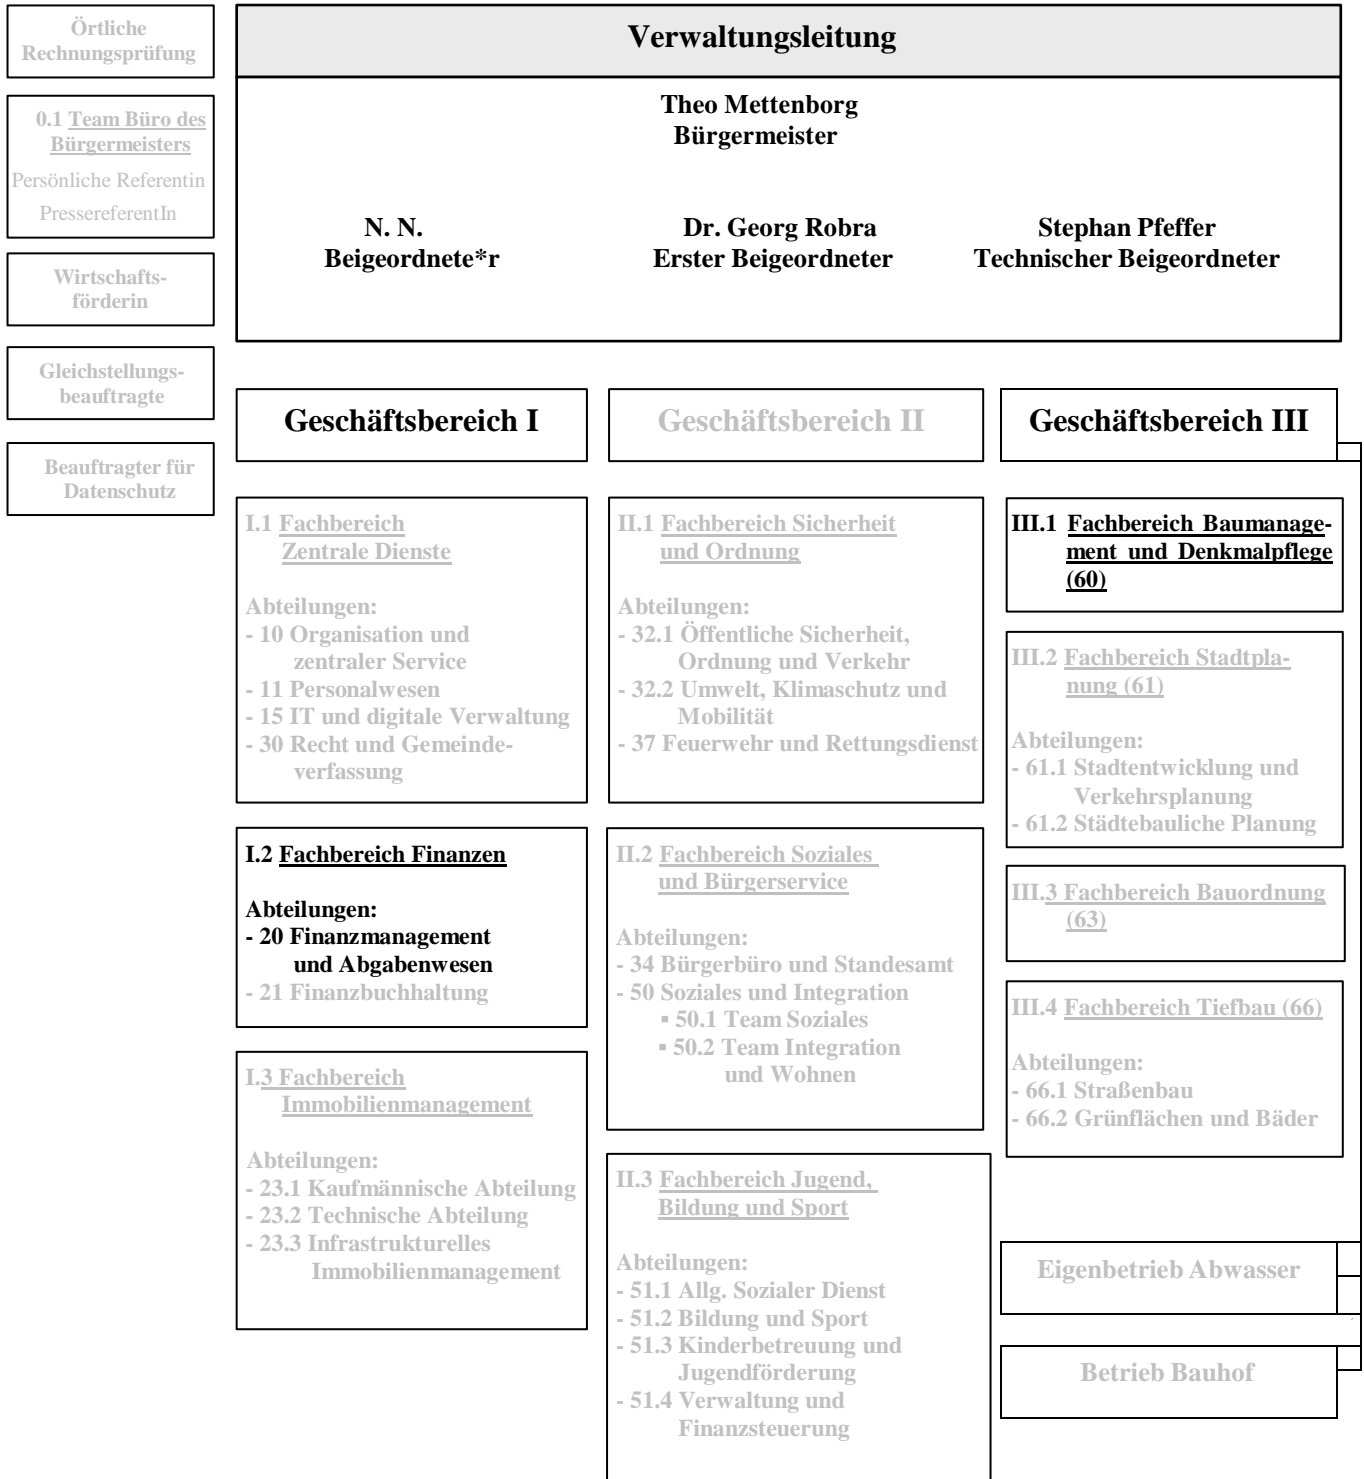 Örtliche
Rechnungsprüfung
0.1 Team Büro des
Bürgermeisters
Persönliche Referentin
PressereferentIn
Wirtschafts-
förderin
Gleichstellungs-
beauftragte
Beauftragter für
Datenschutz
Verwaltungsleitung
Theo Mettenborg
Bürgermeister
N. N.
Beigeordnete*r
Dr. Georg Robra
Erster Beigeordneter
Stephan Pfeffer
Technischer Beigeordneter
Geschäftsbereich I
I.1 Fachbereich
Zentrale Dienste
Abteilungen:
- 10 Organisation und
zentraler Service
- 11 Personalwesen
- 15 IT und digitale Verwaltung
- 30 Recht und Gemeinde-
verfassung
I.2 Fachbereich Finanzen
Abteilungen:
- 20 Finanzmanagement
und Abgabenwesen
- 21 Finanzbuchhaltung
I.3 Fachbereich
Immobilienmanagement
Abteilungen:
- 23.1 Kaufmännische Abteilung
- 23.2 Technische Abteilung
- 23.3 Infrastrukturelles
Immobilienmanagement
Geschäftsbereich II
II.1 Fachbereich Sicherheit
und Ordnung
Abteilungen:
- 32.1 Öffentliche Sicherheit,
Ordnung und Verkehr
- 32.2 Umwelt, Klimaschutz und
Mobilität
- 37 Feuerwehr und Rettungsdienst
II.2 Fachbereich Soziales
und Bürgerservice
Abteilungen:
- 34 Bürgerbüro und Standesamt
- 50 Soziales und Integration
▪ 50.1 Team Soziales
▪ 50.2 Team Integration
und Wohnen
II.3 Fachbereich Jugend,
Bildung und Sport
Abteilungen:
- 51.1 Allg. Sozialer Dienst
- 51.2 Bildung und Sport
- 51.3 Kinderbetreuung und
Jugendförderung
- 51.4 Verwaltung und
Finanzsteuerung
Geschäftsbereich III
III.1 Fachbereich Baumanage-
ment und Denkmalpflege
(60)
III.2 Fachbereich Stadtpla-
nung (61)
Abteilungen:
- 61.1 Stadtentwicklung und
Verkehrsplanung
- 61.2 Städtebauliche Planung
III.3 Fachbereich Bauordnung
(63)
III.4 Fachbereich Tiefbau (66)
Abteilungen:
- 66.1 Straßenbau
- 66.2 Grünflächen und Bäder
Eigenbetrieb Abwasser
Betrieb Bauhof